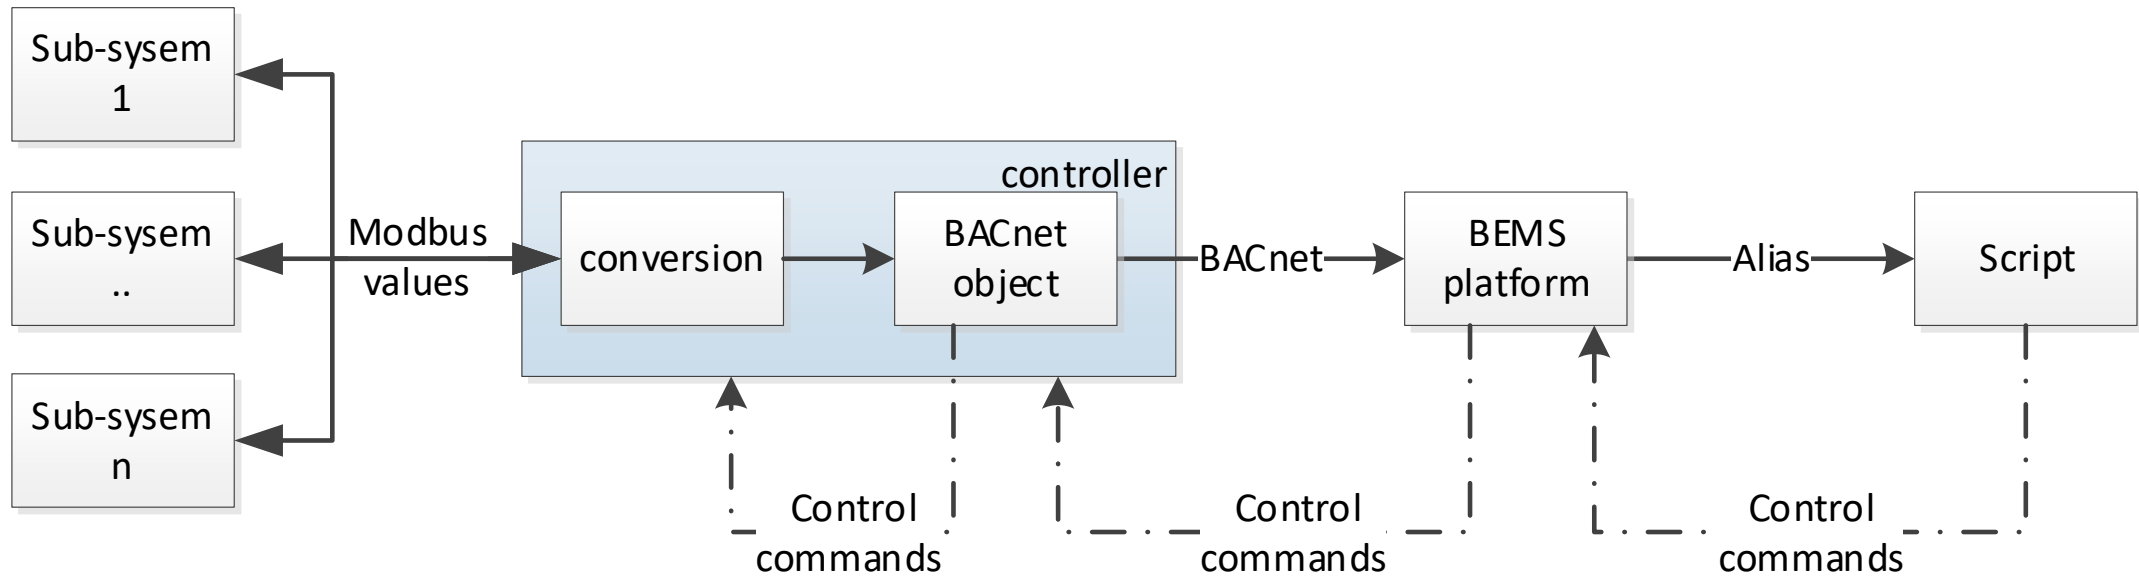 Sub-sysem
1
Sub-sysem
..
Sub-sysem
n
Modbus
values
controller
conversion
BACnet
object
BACnet
BEMS
platform
Alias
Script
Control
commands
Control
commands
Control
commands